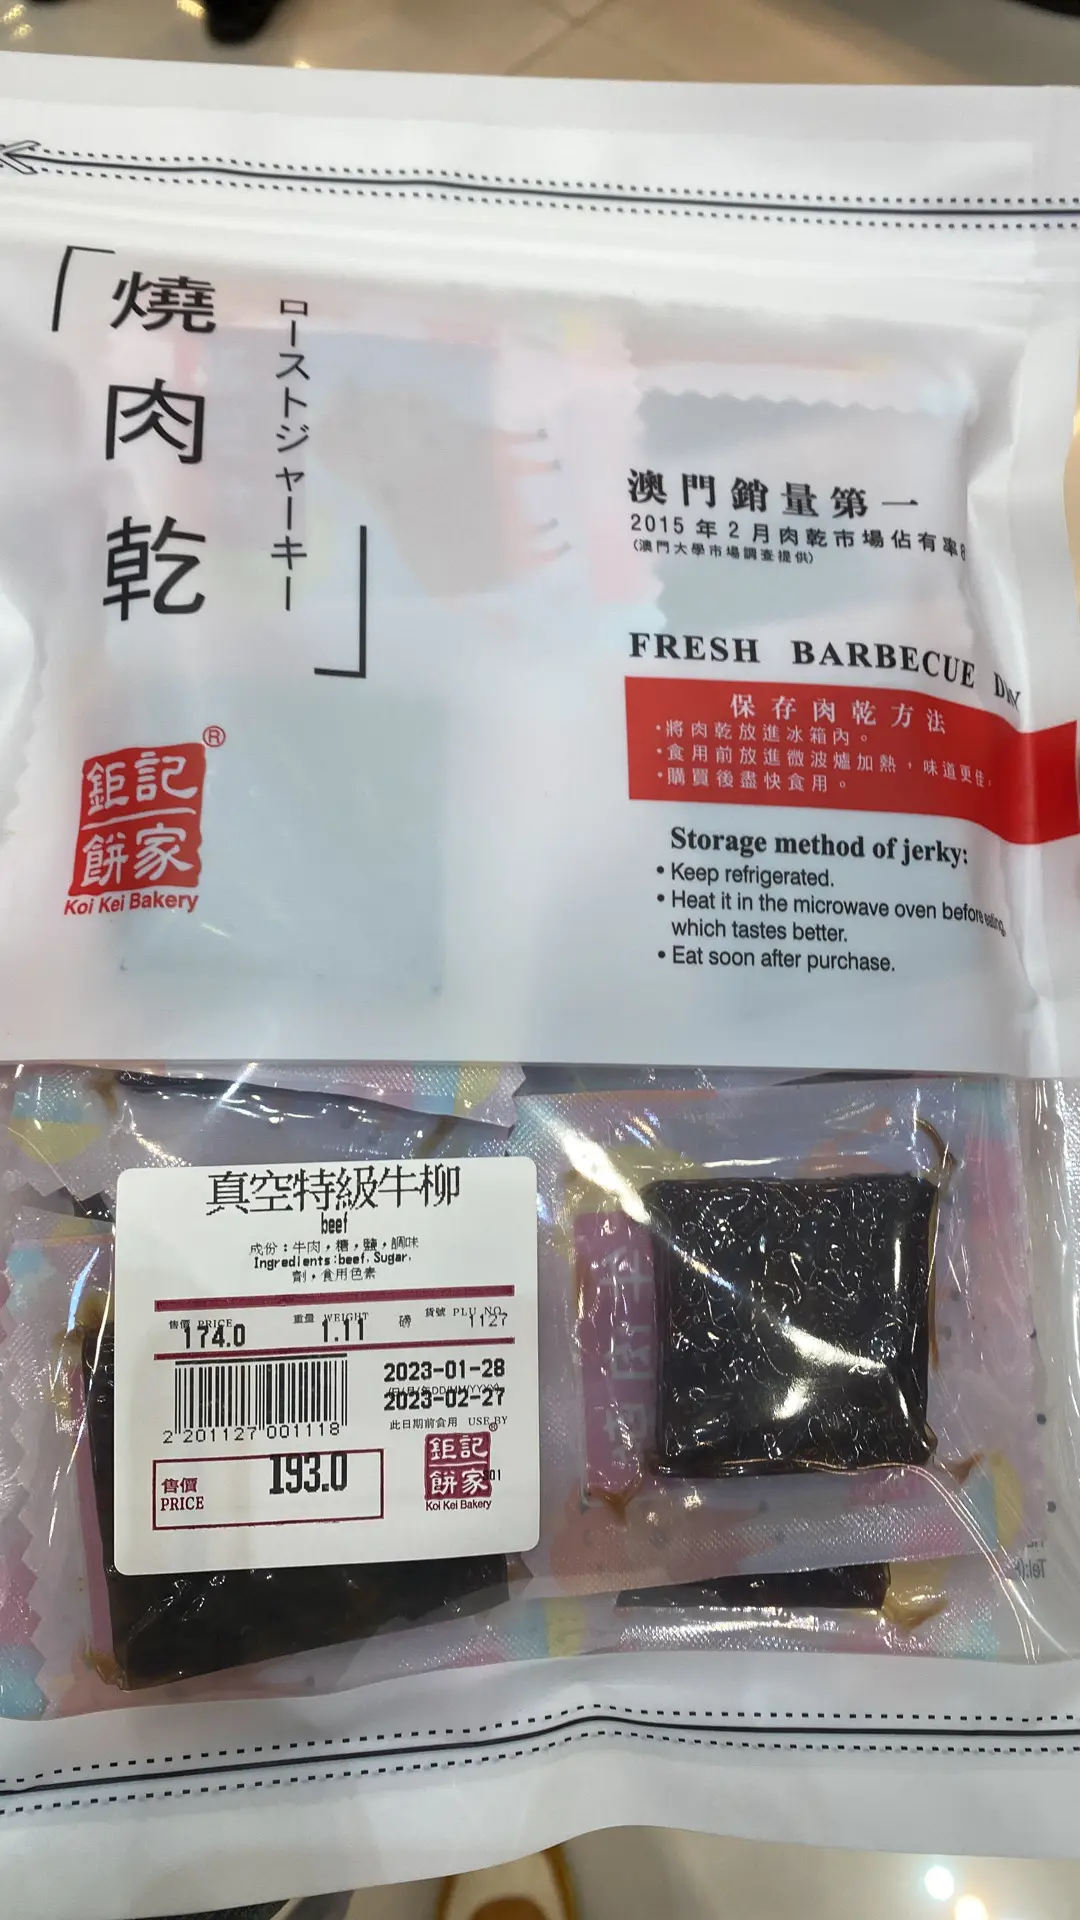 「燒肉乾」
ローストジャーキー
澳門銷量第一
2015年2月肉乾市場佔有率
(澳門大學市場調查提供)
FRESH BARBECUE
保存肉乾方法
·將肉乾放進冰箱內。
·食用前放進微波爐加熱,味道更佳。
·購買後盡快食用。
鉅記®
餅家
Koi Kei Bakery
Storage method of jerky:
• Keep refrigerated.
• Heat it in the microwave oven before eating,
which tastes better.
• Eat soon after purchase.
真空特級牛柳
beef
成份:牛肉,糖,鹽,調味
Ingredients:beef, Sugar,
劑,食用色素
售價 PRICE 重量 WEIGHT 磅 貨號 PLU NO.
174.0 1.11 1127
2023-01-28
2023-02-27
此日期前食用 USE BY
2 201127 001118
售價
PRICE
193.0
鉅記®
餅家
Koi Kei Bakery
Tel:(